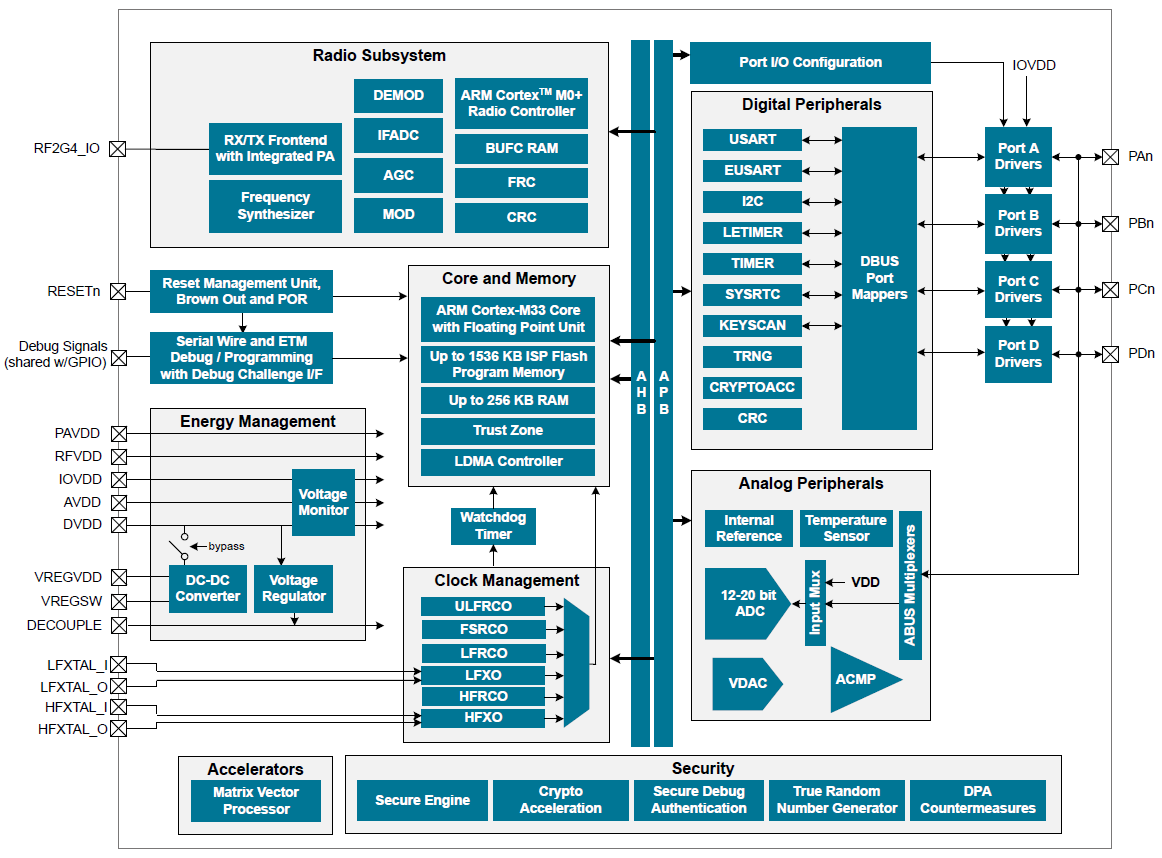 Radio Subsystem
DEMOD
ARM Cortex™ M0+
Radio Controller
RX/TX Frontend
with Integrated PA
IFADC
BUFC RAM
AGC
FRC
Frequency
Synthesizer
MOD
CRC
RF2G4_IO
RESETn
Reset Management Unit,
Brown Out and POR
Debug Signals
(shared w/GPIO)
Serial Wire and ETM
Debug / Programming
with Debug Challenge I/F
Core and Memory
ARM Cortex-M33 Core
with Floating Point Unit
Up to 1536 KB ISP Flash
Program Memory
Up to 256 KB RAM
Trust Zone
LDMA Controller
Watchdog
Timer
Energy Management
PAVDD
RFVDD
IOVDD
AVDD
DVDD
Voltage
Monitor
bypass
VREGVDD
VREGSW
DECOUPLE
DC-DC
Converter
Voltage
Regulator
Clock Management
ULFRCO
FSRCO
LFRCO
LFXO
HFRCO
HFXO
LFXTAL_I
LFXTAL_O
HFXTAL_I
HFXTAL_O
AHB
APB
Port I/O Configuration
IOVDD
Digital Peripherals
USART
EUSART
I2C
LETIMER
TIMER
SYSRTC
KEYSCAN
TRNG
CRYPTOACC
CRC
DBUS
Port
Mappers
Port A
Drivers
Port B
Drivers
Port C
Drivers
Port D
Drivers
PAn
PBn
PCn
PDn
Analog Peripherals
Internal
Reference
Temperature
Sensor
12-20 bit
ADC
Input Mux
VDD
ABUS Multiplexers
VDAC
ACMP
Accelerators
Matrix Vector
Processor
Security
Secure Engine
Crypto
Acceleration
Secure Debug
Authentication
True Random
Number Generator
DPA
Countermeasures